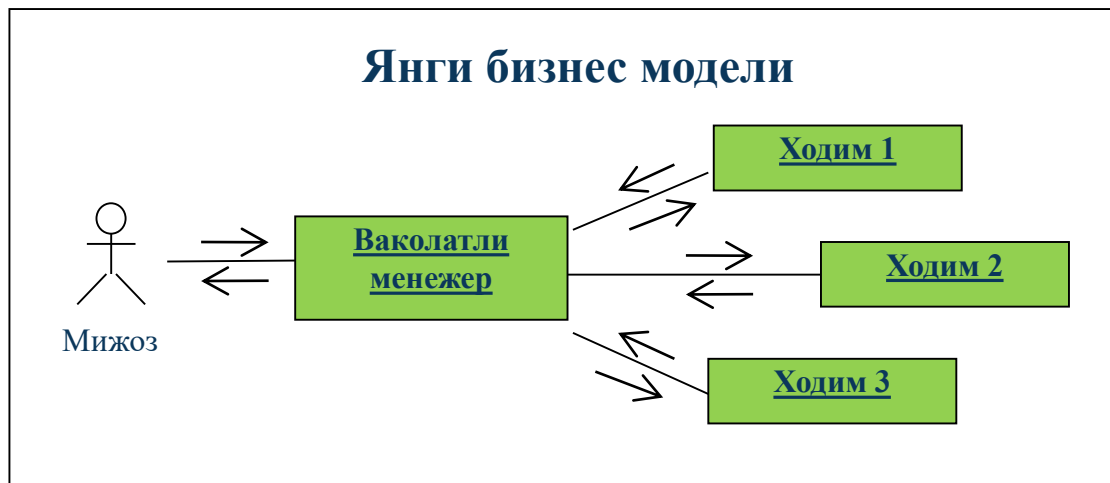 Янги бизнес модели
Ходим 1
Ваколатли
менежер
Ходим 2
Мижоз
Ходим 3